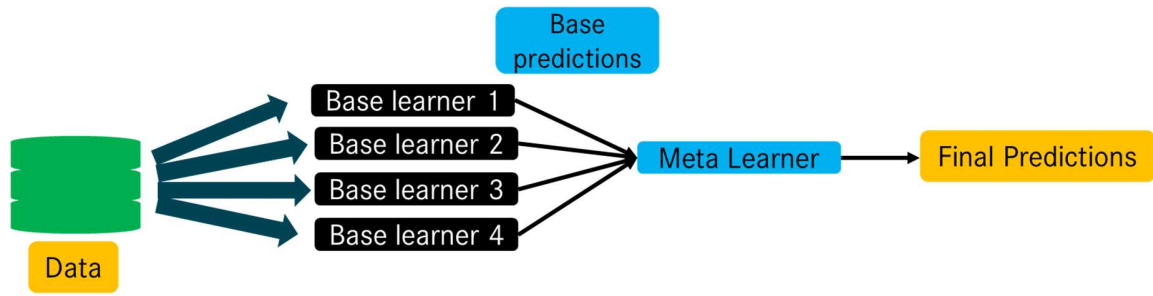 Base
predictions
Base learner 1
Base learner 2
Base learner 3
Base learner 4
Meta Learner
Final Predictions
Data